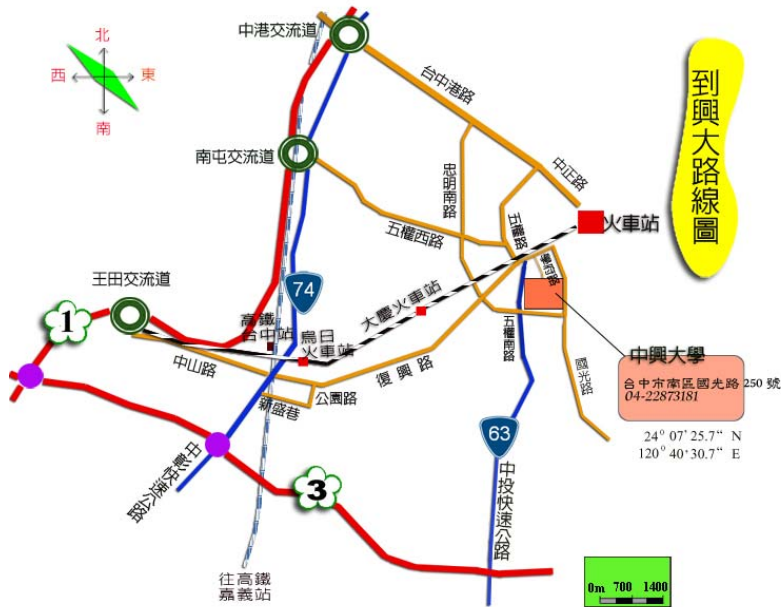 中港交流道
北
西 東
南
台中港路
到興大路線圖
南屯交流道
忠明南路
中正路
五權西路
五權路
火車站
學府路
王田交流道
74
大慶火車站
1
高鐵
台中站
烏日
火車站
五權南路
中興大學
中山路
復興路
國光路
台中市南區國光路 250 號
04-22873181
公園路
新盛巷
24° 07' 25.7" N
120° 40' 30.7" E
63
中彰快速公路
3
中投快速公路
往高鐵
嘉義站
0m 700 1400